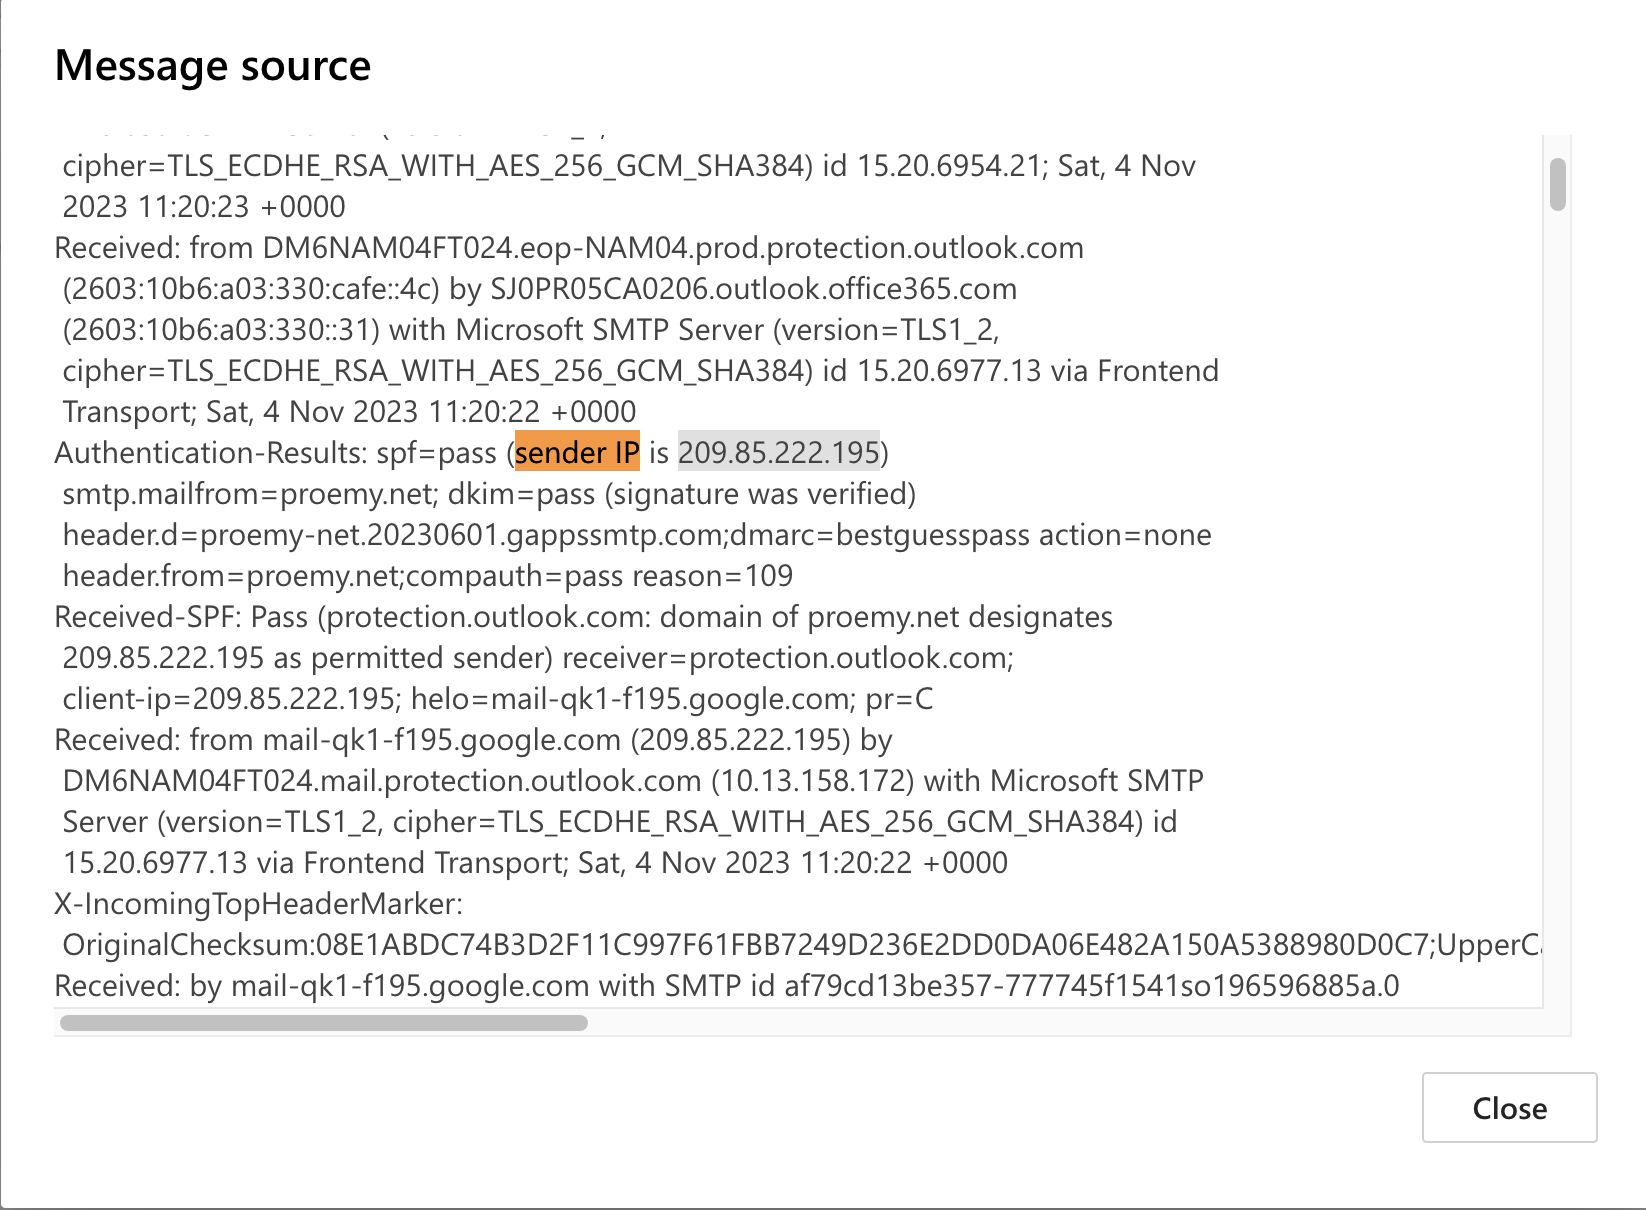 Message source
cipher=TLS_ECDHE_RSA_WITH_AES_256_GCM_SHA384) id 15.20.6954.21; Sat, 4 Nov
2023 11:20:23 +0000
Received: from DM6NAM04FT024.eop-NAM04.prod.protection.outlook.com
(2603:10b6:a03:330:cafe::4c) by SJ0PR05CA0206.outlook.office365.com
(2603:10b6:a03:330::31) with Microsoft SMTP Server (version=TLS1_2,
cipher=TLS_ECDHE_RSA_WITH_AES_256_GCM_SHA384) id 15.20.6977.13 via Frontend
Transport; Sat, 4 Nov 2023 11:20:22 +0000
Authentication-Results: spf=pass (sender IP is 209.85.222.195)
smtp.mailfrom=proemy.net; dkim=pass (signature was verified)
header.d=proemy-net.20230601.gappssmtp.com;dmarc=bestguesspass action=none
header.from=proemy.net;compauth=pass reason=109
Received-SPF: Pass (protection.outlook.com: domain of proemy.net designates
209.85.222.195 as permitted sender) receiver=protection.outlook.com;
client-ip=209.85.222.195; helo=mail-qk1-f195.google.com; pr=C
Received: from mail-qk1-f195.google.com (209.85.222.195) by
DM6NAM04FT024.mail.protection.outlook.com (10.13.158.172) with Microsoft SMTP
Server (version=TLS1_2, cipher=TLS_ECDHE_RSA_WITH_AES_256_GCM_SHA384) id
15.20.6977.13 via Frontend Transport; Sat, 4 Nov 2023 11:20:22 +0000
X-IncomingTopHeaderMarker:
OriginalChecksum:08E1ABDC74B3D2F11C997F61FBB7249D236E2DD0DA06E482A150A5388980D0C7;UpperC
Received: by mail-qk1-f195.google.com with SMTP id af79cd13be357-777745f1541so196596885a.0
Close